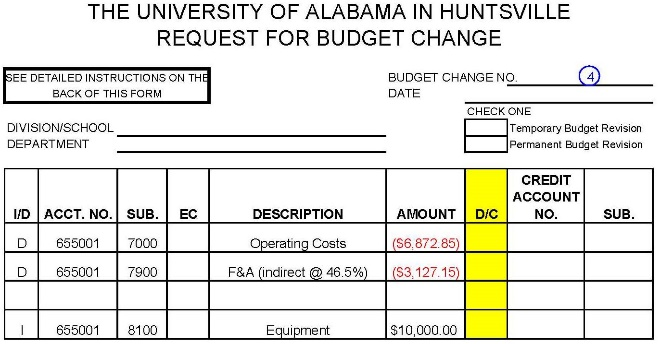 THE UNIVERSITY OF ALABAMA IN HUNTSVILLE
REQUEST FOR BUDGET CHANGE
SEE DETAILED INSTRUCTIONS ON THE
BACK OF THIS FORM
BUDGET CHANGE NO. 4
DATE
CHECK ONE
Temporary Budget Revision
Permanent Budget Revision
DIVISION/SCHOOL
DEPARTMENT
I/D ACCT. NO. SUB. EC DESCRIPTION AMOUNT D/C CREDIT ACCOUNT NO. SUB.
D 655001 7000 Operating Costs ($6,872.85)
D 655001 7900 F&A (indirect @ 46.5%) ($3,127.15)
I 655001 8100 Equipment $10,000.00